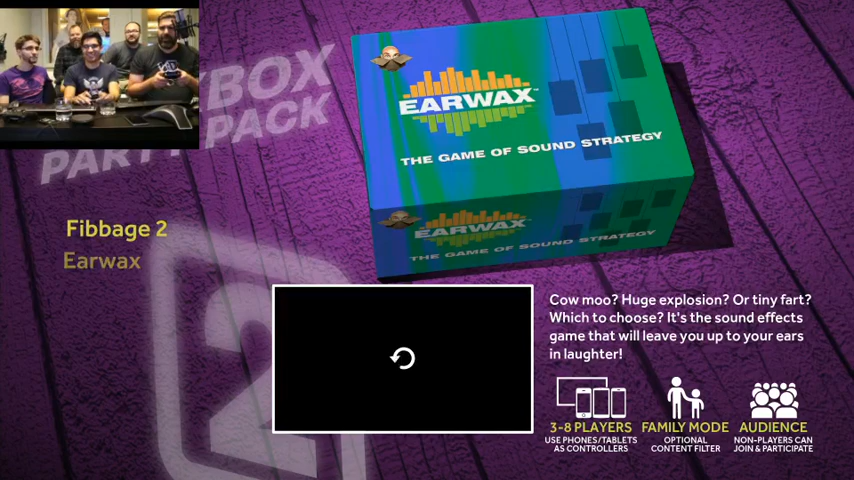 BOX
PARTY PACK
EARWAX™
THE GAME OF SOUND STRATEGY
EARWAX
THE GAME OF SOUND STRATEGY
Fibbage 2
Earwax
2
Cow moo? Huge explosion? Or tiny fart?
Which to choose? It's the sound effects
game that will leave you up to your ears
in laughter!
3-8 PLAYERS
USE PHONES/TABLETS
AS CONTROLLERS
FAMILY MODE
OPTIONAL
CONTENT FILTER
AUDIENCE
NON-PLAYERS CAN
JOIN & PARTICIPATE